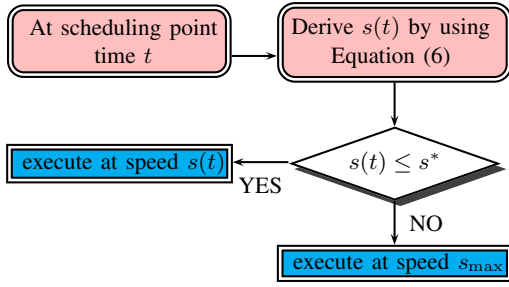 At scheduling point
time t
Derive s(t) by using
Equation (6)
s(t) ≤ s*
execute at speed s(t)
YES
NO
execute at speed s_max